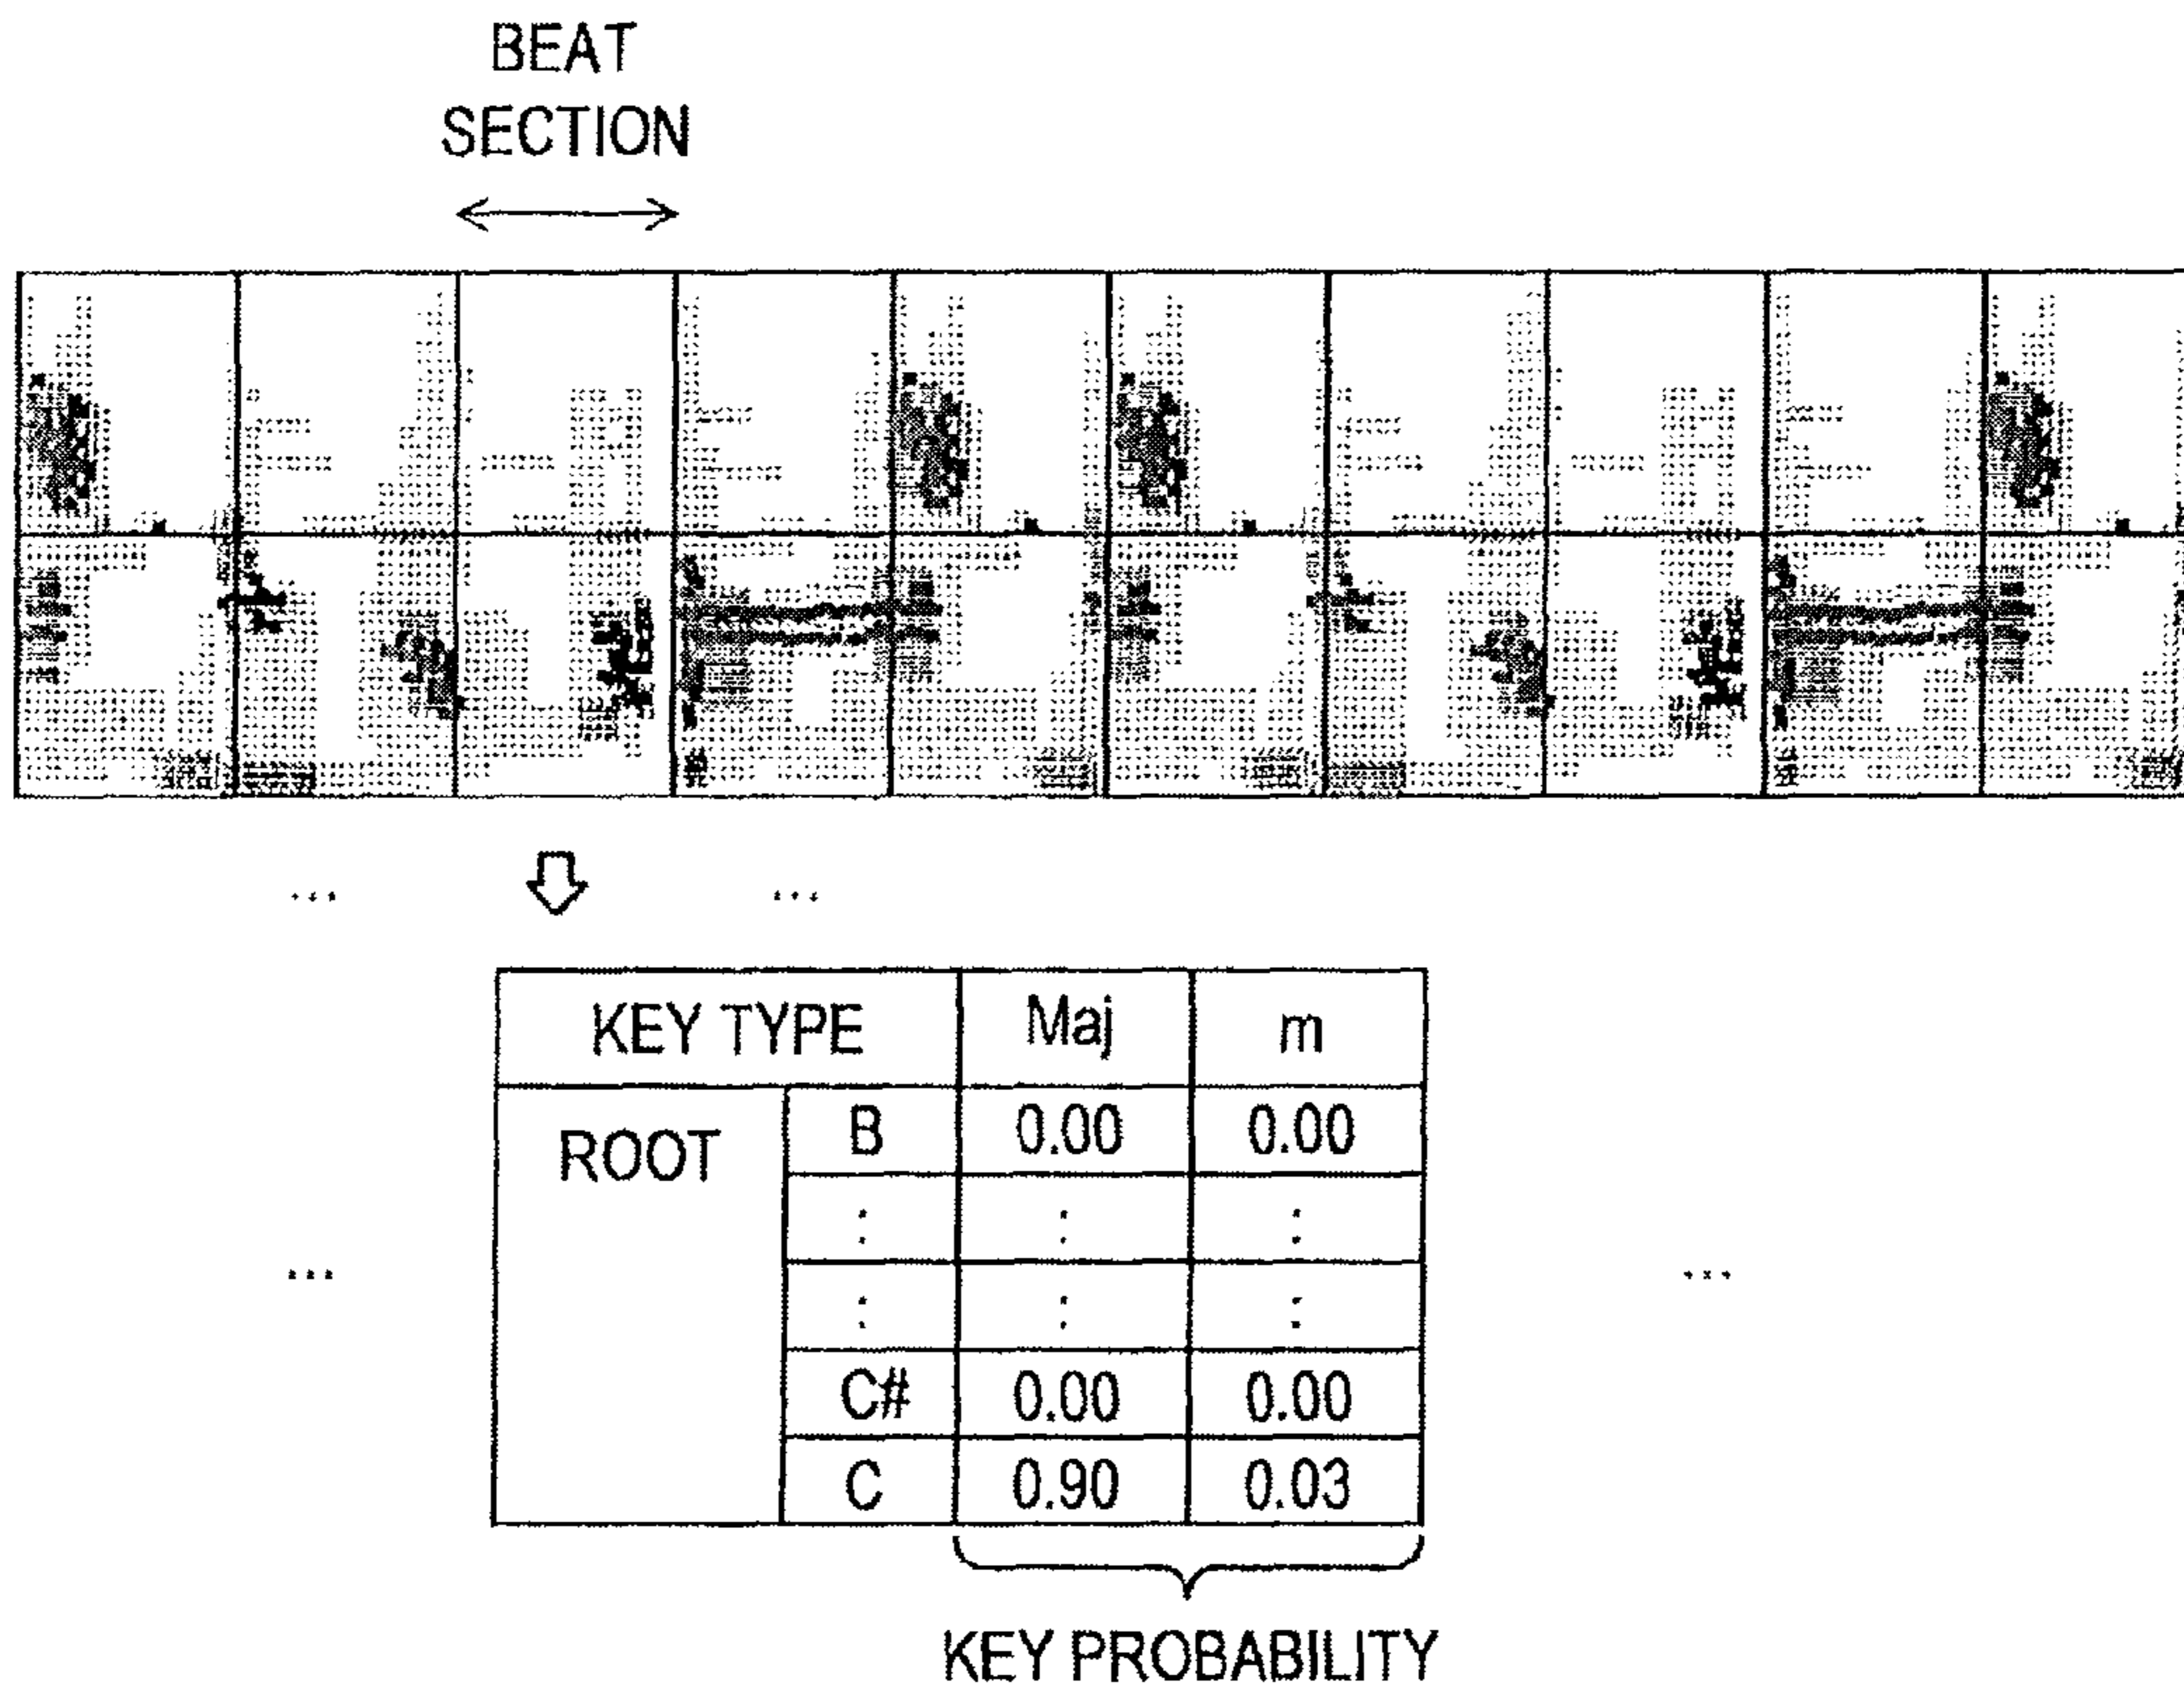 BEAT
SECTION
... ...
KEY TYPE Maj m
ROOT B 0.00 0.00
: : :
: : :
C# 0.00 0.00
C 0.90 0.03
... ...
KEY PROBABILITY